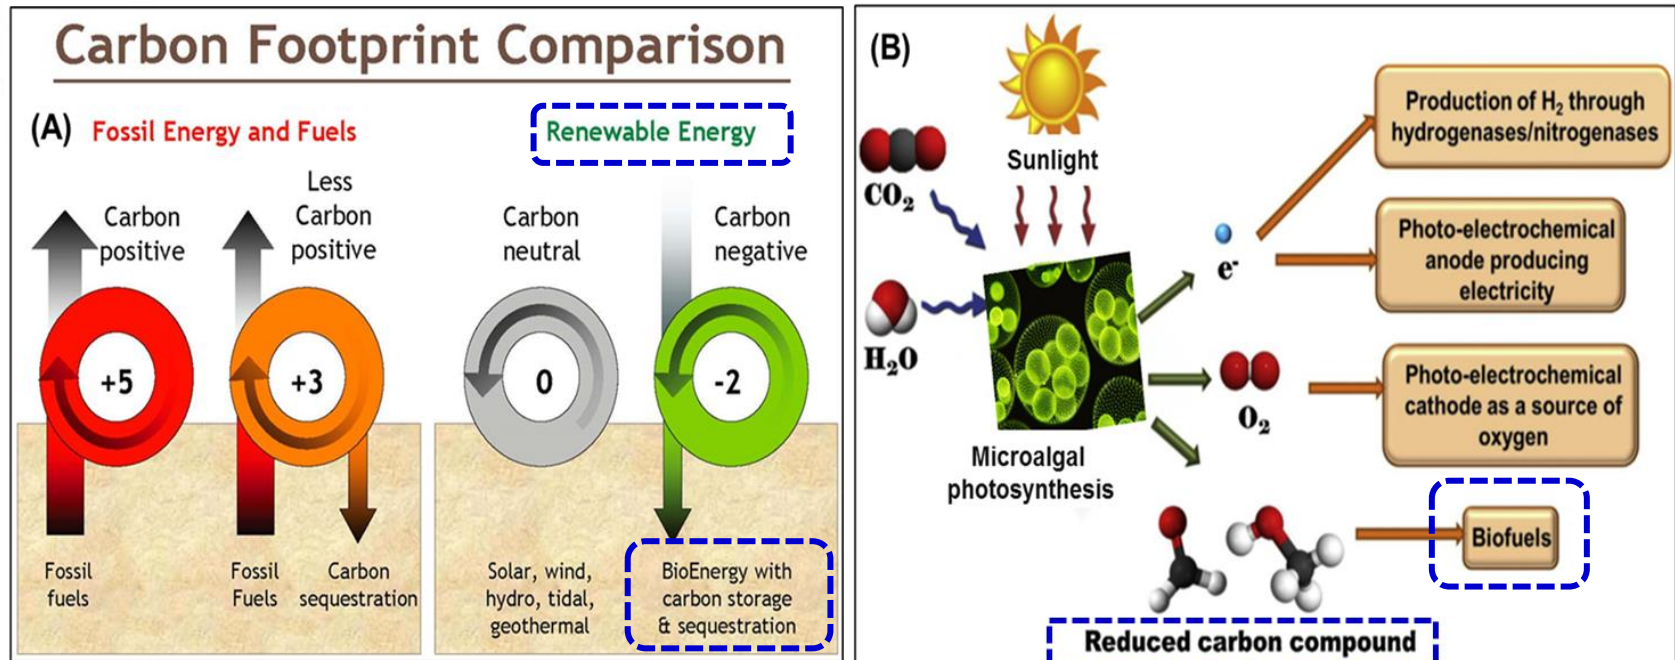 Carbon Footprint Comparison
(A) Fossil Energy and Fuels
Renewable Energy
Carbon
positive
Less
Carbon
positive
Carbon
neutral
Carbon
negative
+5
+3
0
-2
Fossil
fuels
Fossil
Fuels
Carbon
sequestration
Solar, wind,
hydro, tidal,
geothermal
BioEnergy with
carbon storage
& sequestration
(B)
Sunlight
CO₂
H₂O
Microalgal
photosynthesis
e⁻
O₂
Production of H₂ through
hydrogenases/nitrogenases
Photo-electrochemical
anode producing
electricity
Photo-electrochemical
cathode as a source of
oxygen
Biofuels
Reduced carbon compound